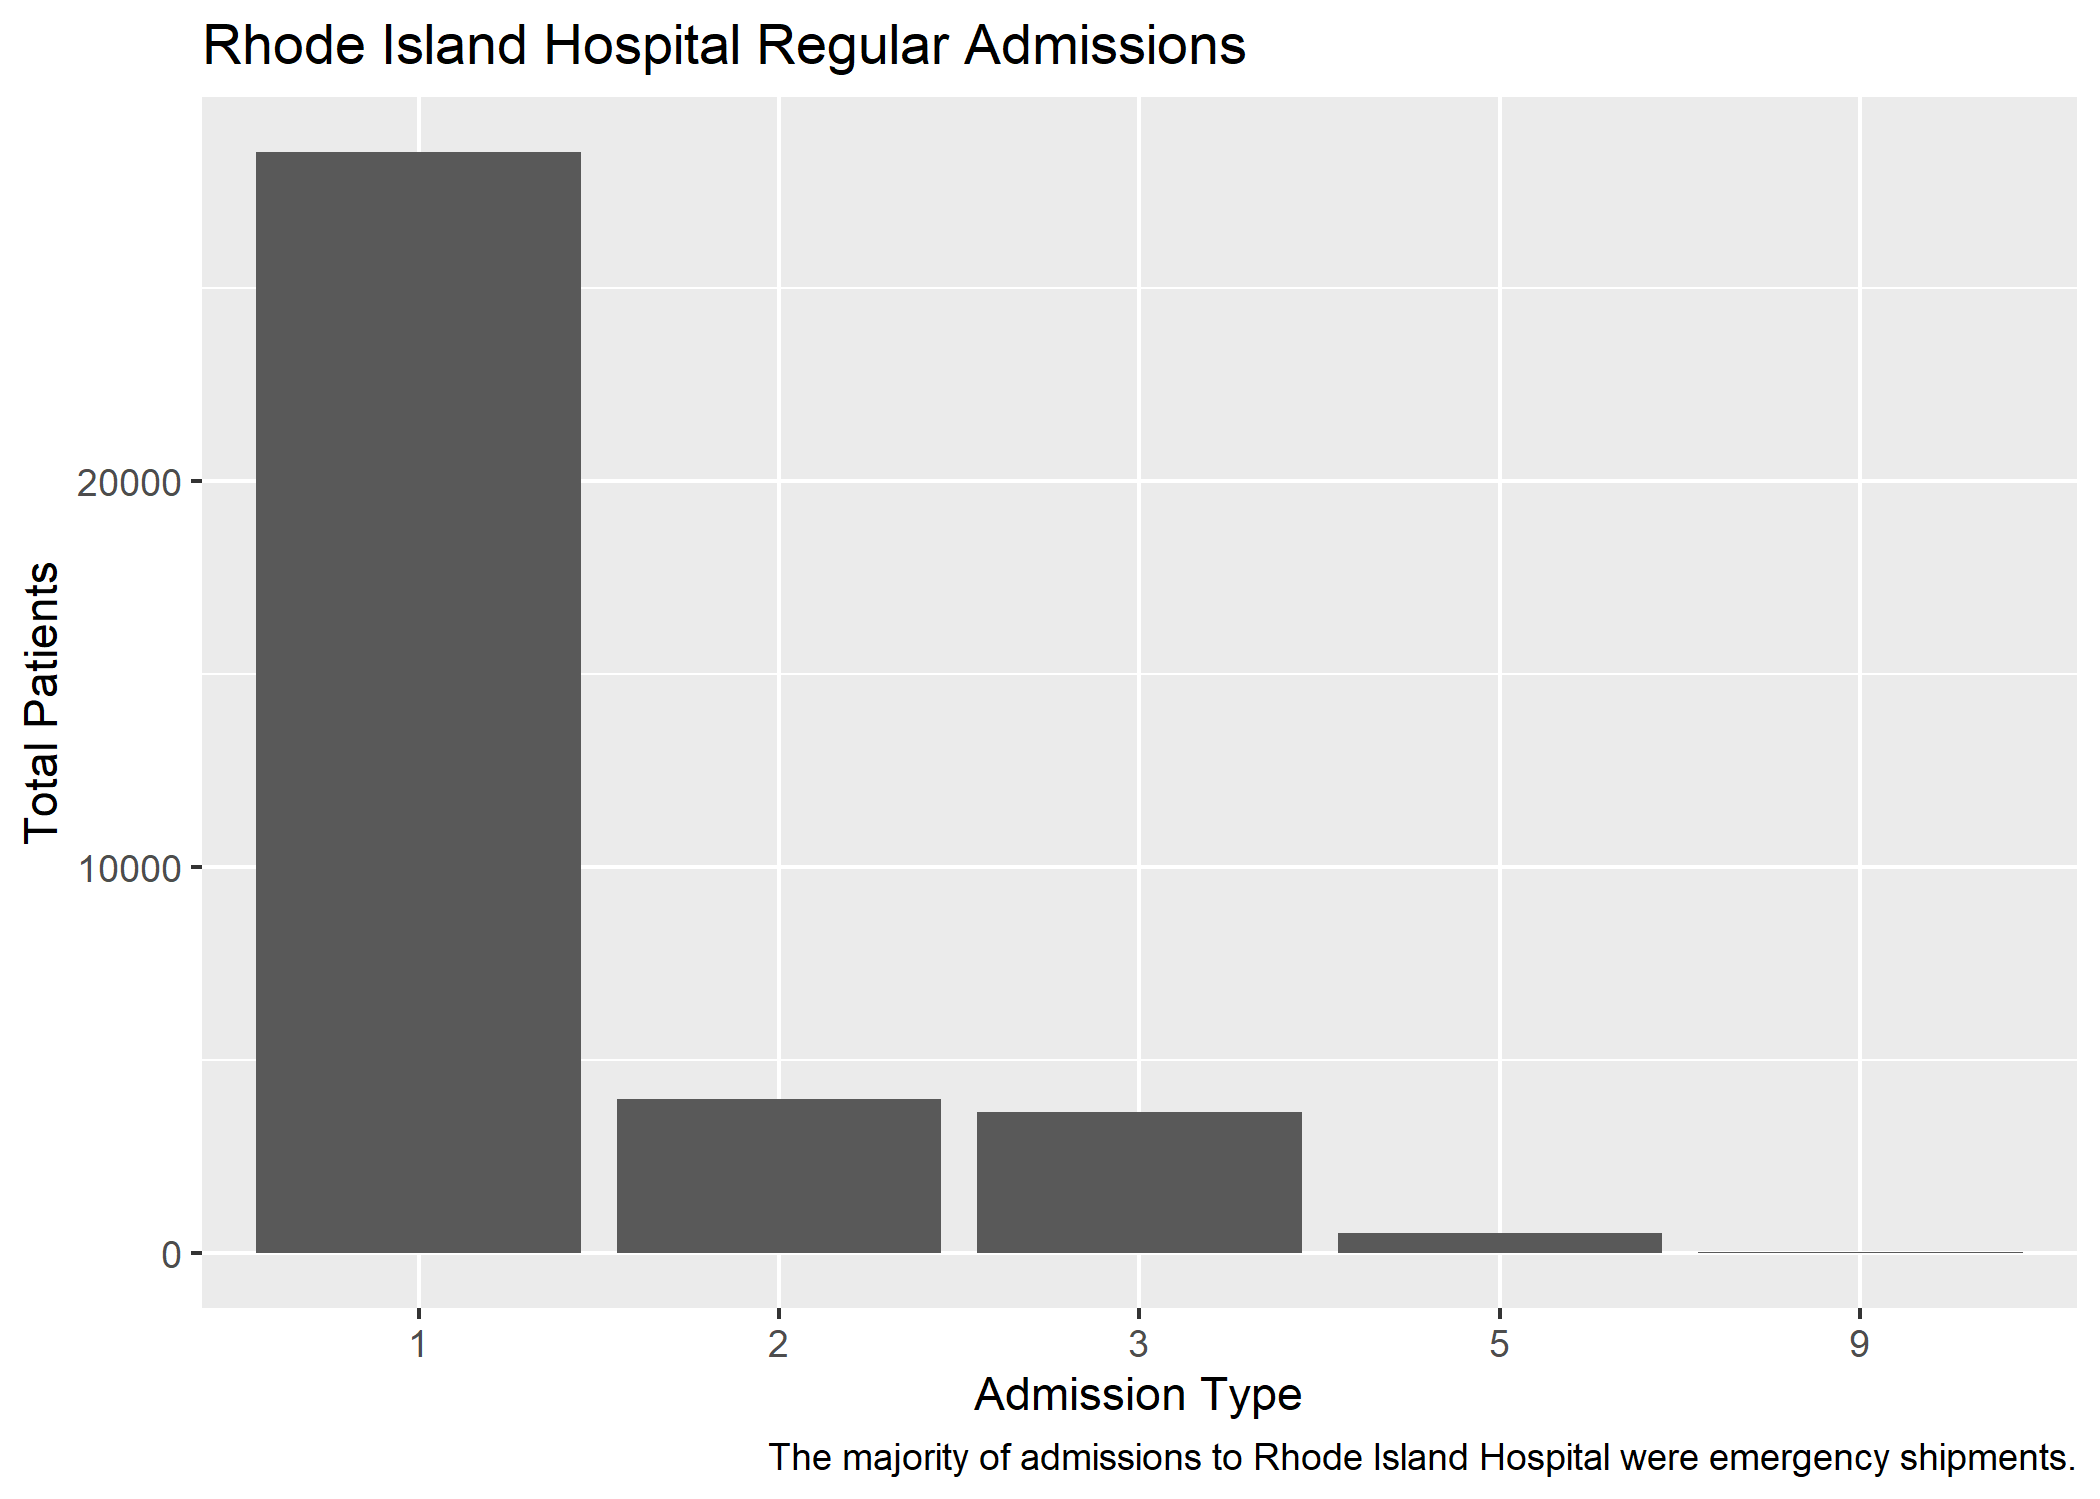 Rhode Island Hospital Regular Admissions
Total Patients
20000
10000
0
1 2 3 5 9
Admission Type
The majority of admissions to Rhode Island Hospital were emergency shipments.